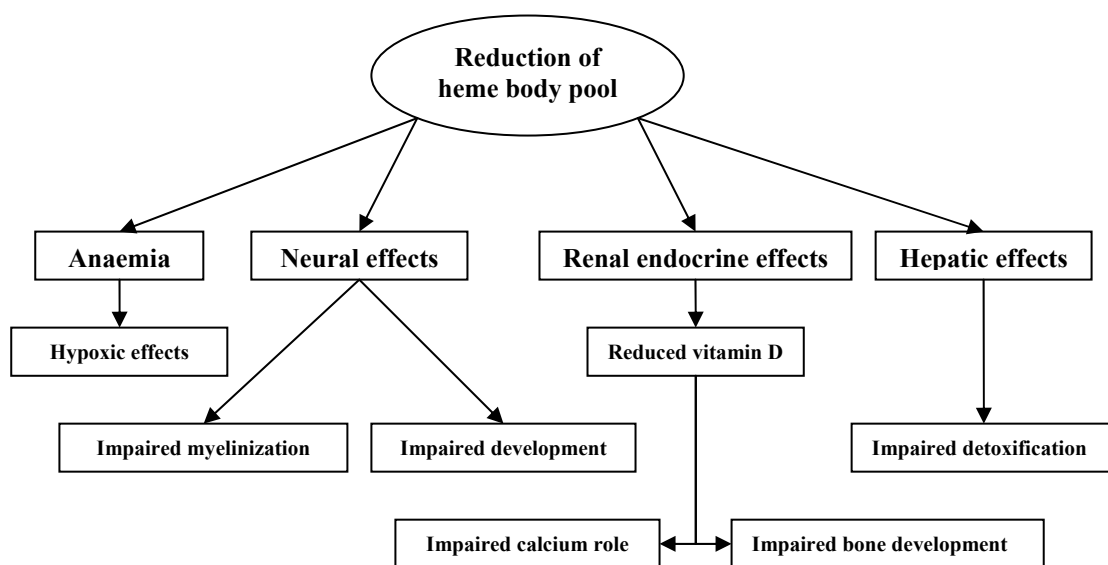 Reduction of
heme body pool
Anaemia
Neural effects
Renal endocrine effects
Hepatic effects
Hypoxic effects
Reduced vitamin D
Impaired myelinization
Impaired development
Impaired detoxification
Impaired calcium role
Impaired bone development